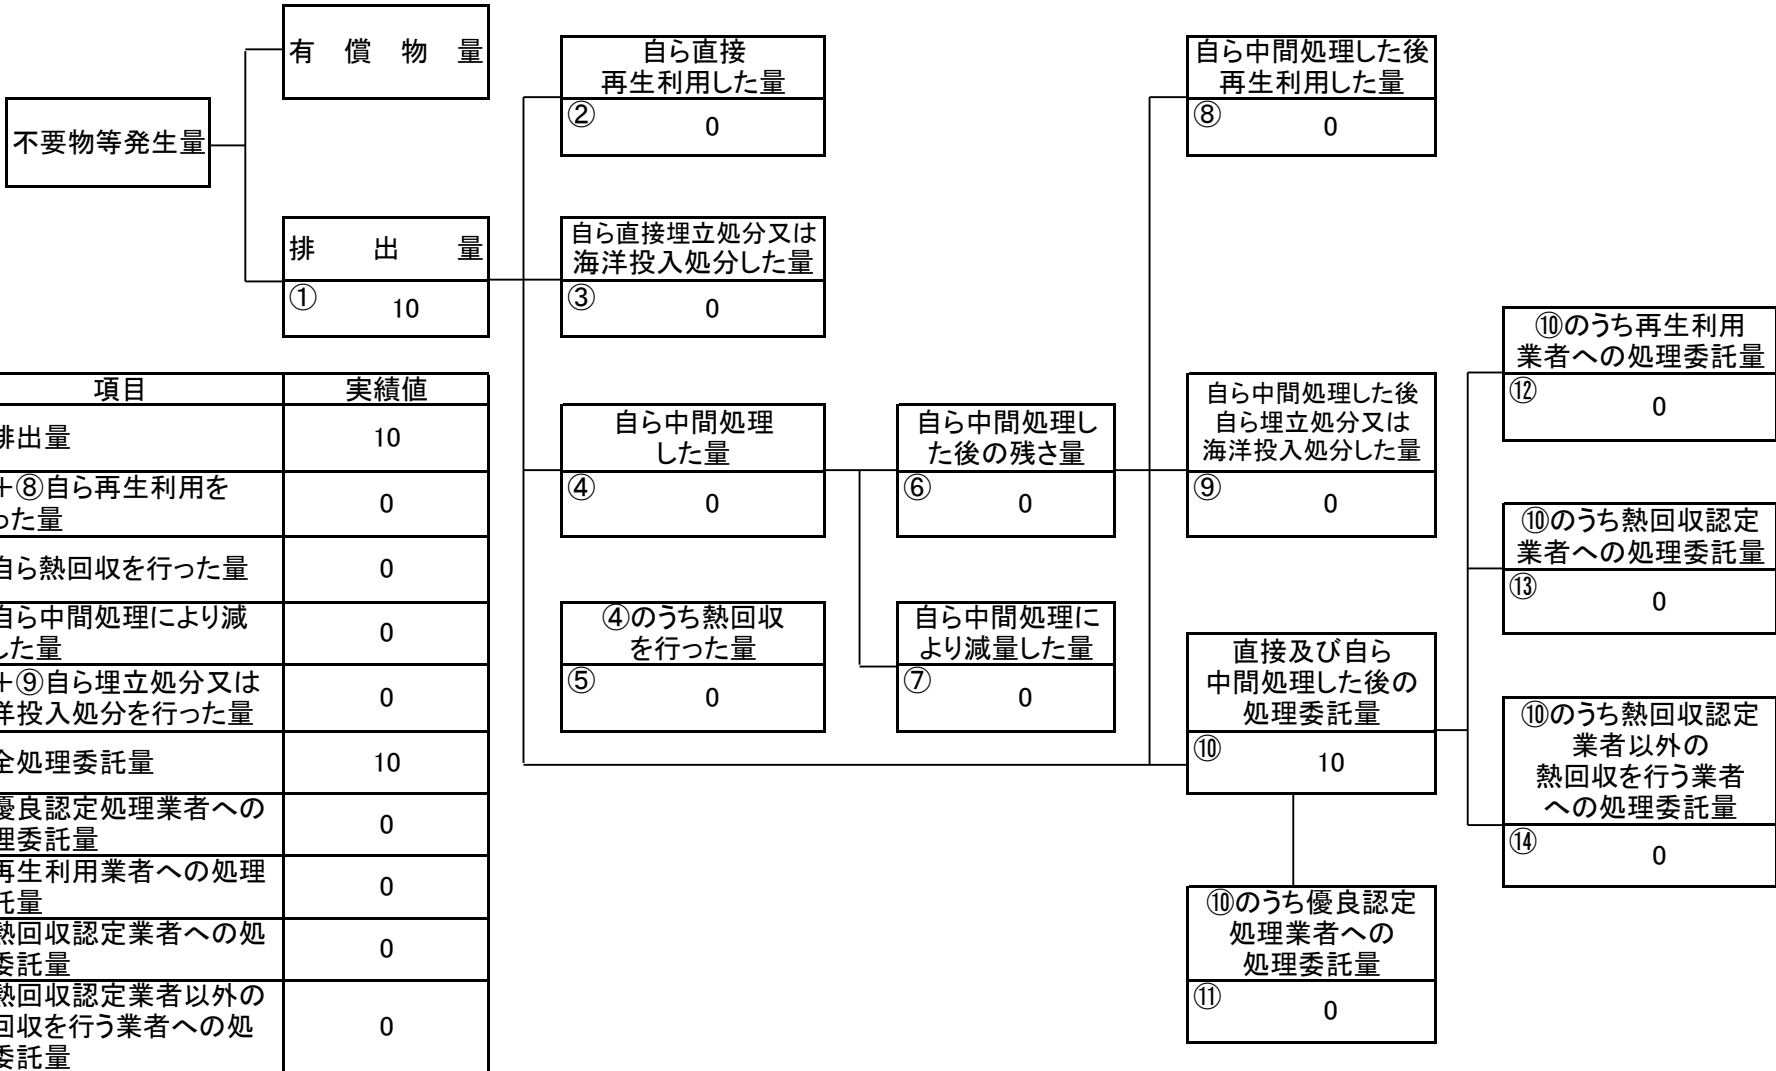 有償物量
不要物等発生量
排出量
① 10
自ら直接
再生利用した量
② 0
自ら直接埋立処分又は
海洋投入処分した量
③ 0
自ら中間処理
した量
④ 0
④のうち熱回収
を行った量
⑤ 0
自ら中間処理し
た後の残さ量
⑥ 0
自ら中間処理に
より減量した量
⑦ 0
自ら中間処理した後
再生利用した量
⑧ 0
自ら中間処理した後
自ら埋立処分又は
海洋投入処分した量
⑨ 0
直接及び自ら
中間処理した後の
処理委託量
⑩ 10
⑩のうち優良認定
処理業者への
処理委託量
⑪ 0
⑩のうち再生利用
業者への処理委託量
⑫ 0
⑩のうち熱回収認定
業者への処理委託量
⑬ 0
⑩のうち熱回収認定
業者以外の
熱回収を行う業者
への処理委託量
⑭ 0
項目 実績値
排出量 10
+⑧自ら再生利用を
った量 0
自ら熱回収を行った量 0
自ら中間処理により減
した量 0
+⑨自ら埋立処分又は
洋投入処分を行った量 0
全処理委託量 10
優良認定処理業者への
理委託量 0
再生利用業者への処理
託量 0
熱回収認定業者への処
委託量 0
熱回収認定業者以外の
回収を行う業者への処
委託量 0